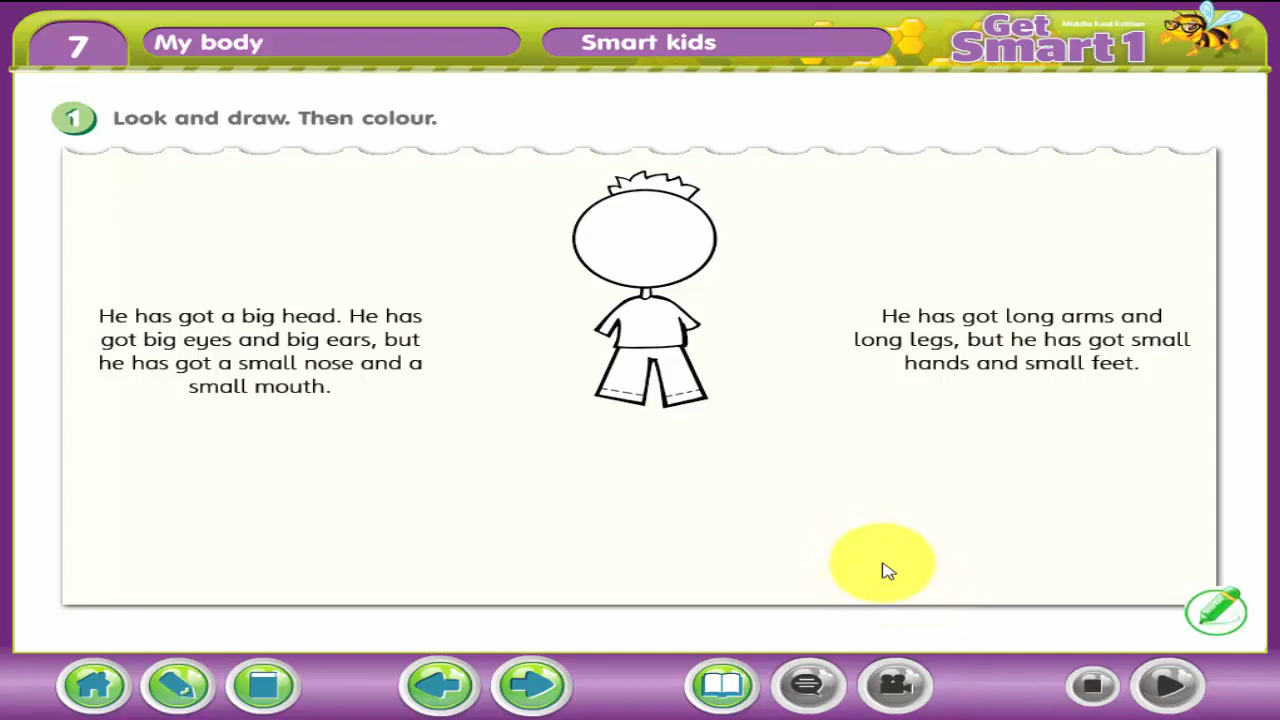 7
My body
Smart kids
Get
Middle East Edition
Smart 1
1
Look and draw. Then colour.
He has got a big head. He has
got big eyes and big ears, but
he has got a small nose and a
small mouth.
He has got long arms and
long legs, but he has got small
hands and small feet.